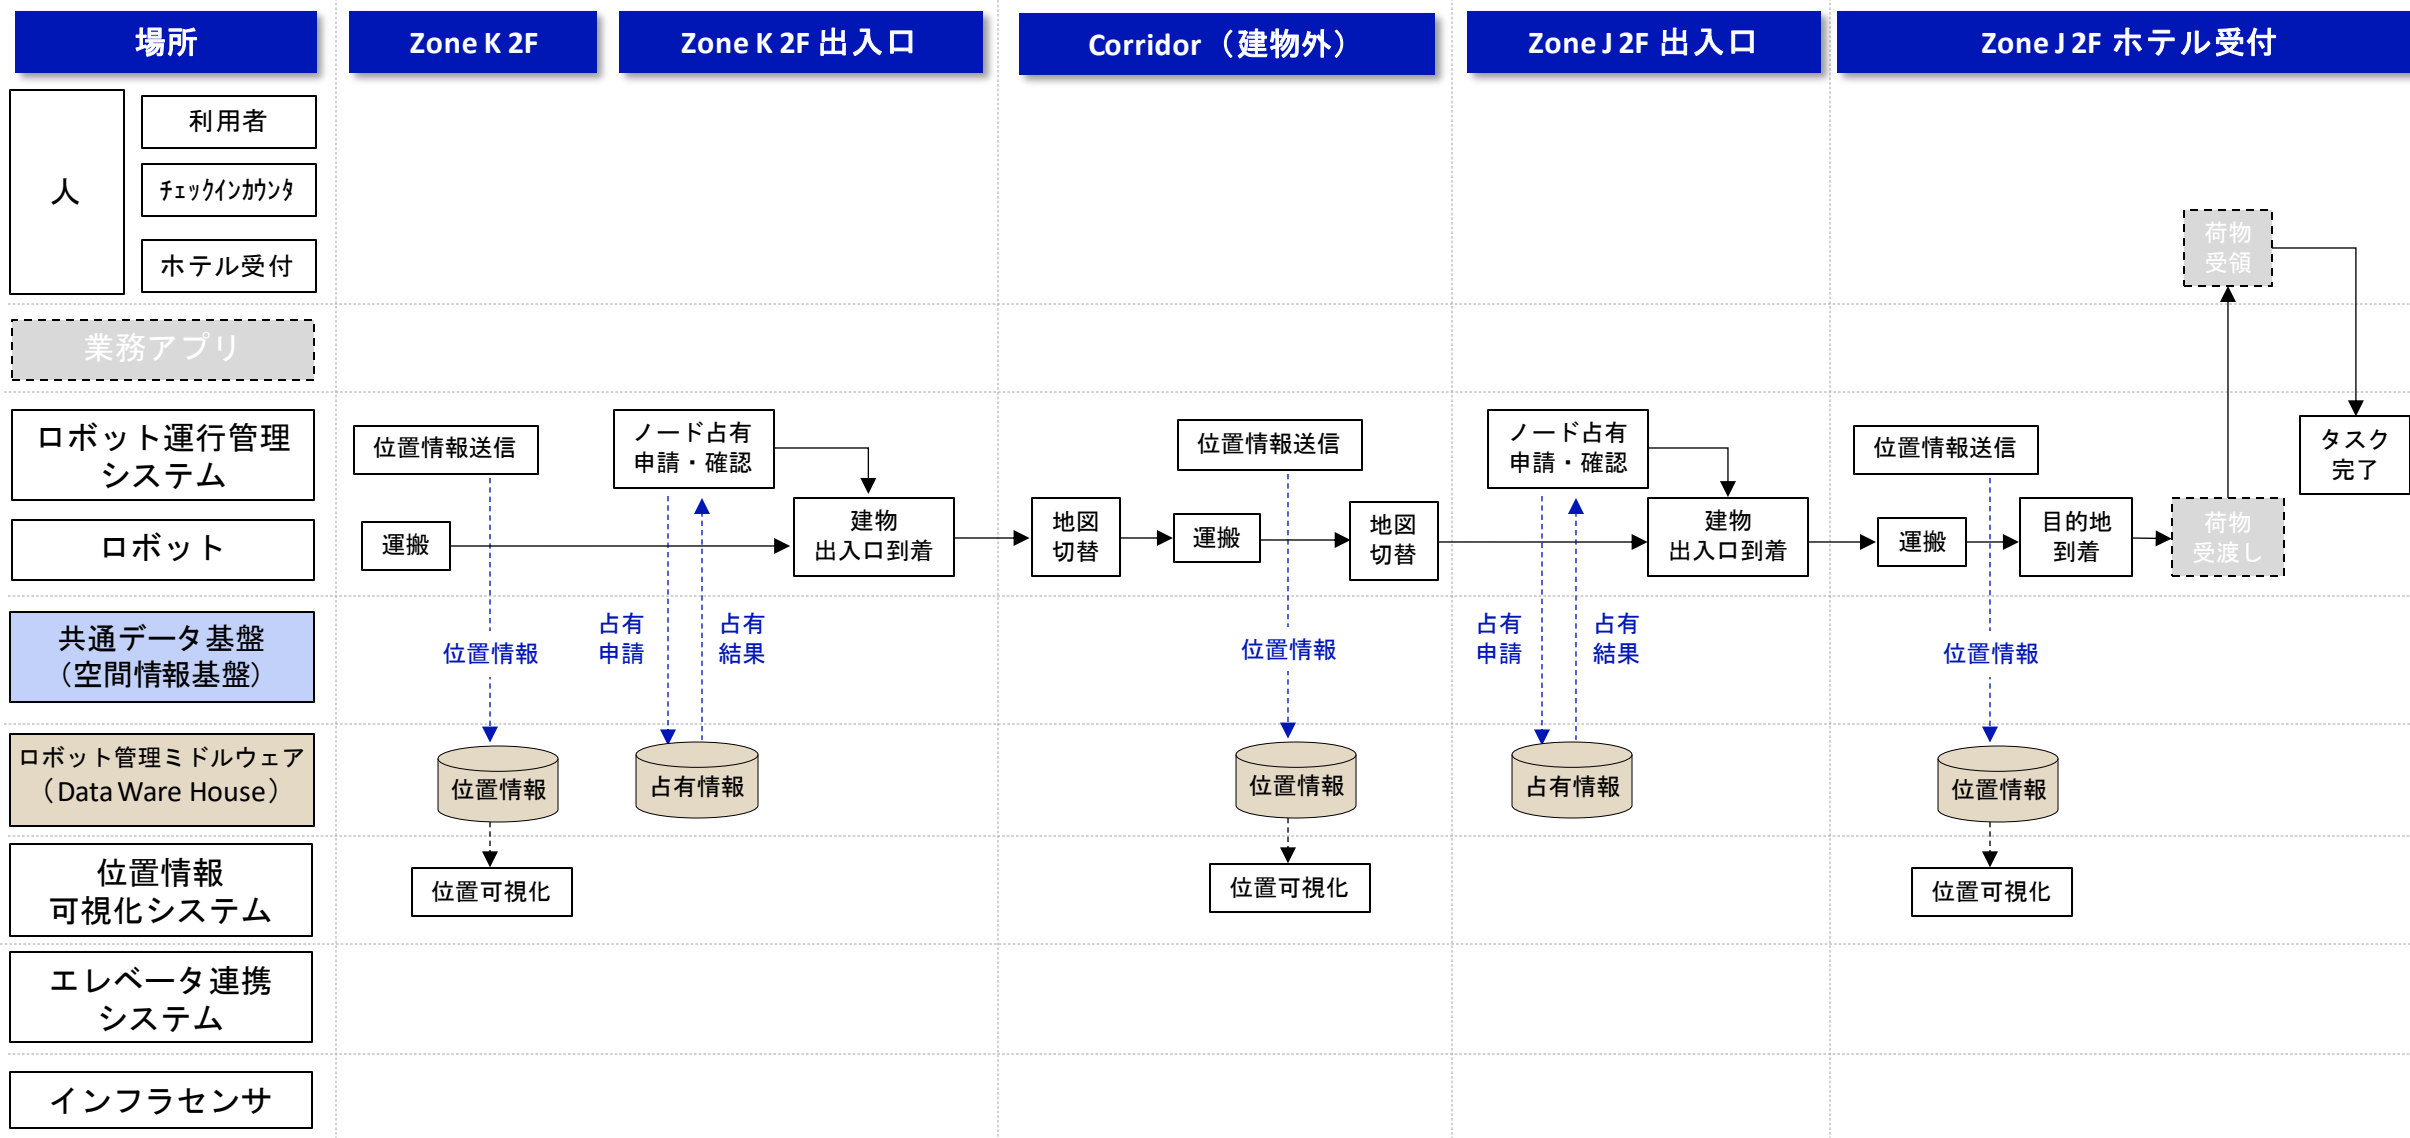 場所
Zone K 2F
Zone K 2F 出入口
Corridor（建物外）
Zone J 2F 出入口
Zone J 2F ホテル受付
人
利用者
ﾁｪｯｸｲﾝｶｳﾝﾀ
ホテル受付
荷物
受領
業務アプリ
ロボット運行管理
システム
位置情報送信
ノード占有
申請・確認
位置情報送信
ノード占有
申請・確認
位置情報送信
タスク
完了
ロボット
運搬
建物
出入口到着
地図
切替
運搬
地図
切替
建物
出入口到着
運搬
目的地
到着
荷物
受渡し
共通データ基盤
（空間情報基盤）
位置情報
占有
申請
占有
結果
位置情報
占有
申請
占有
結果
位置情報
ロボット管理ミドルウェア
（Data Ware House）
位置情報
占有情報
位置情報
占有情報
位置情報
位置情報
可視化システム
位置可視化
位置可視化
位置可視化
エレベータ連携
システム
インフラセンサ